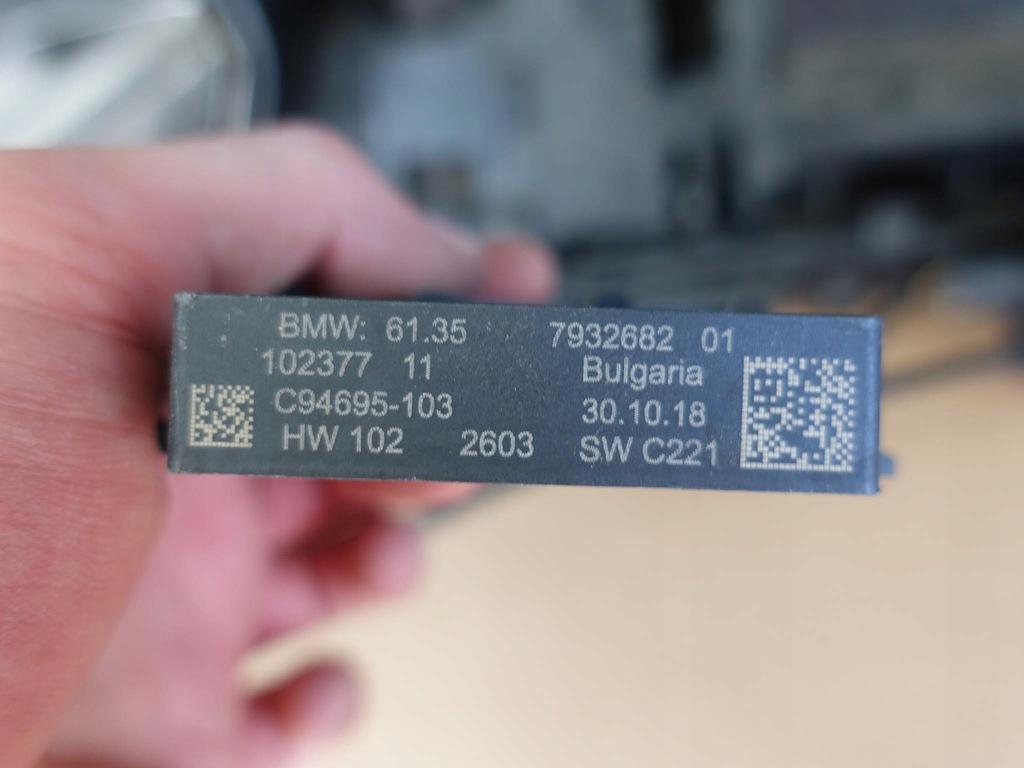 BMW: 61.35 7932682 01
102377 11 Bulgaria
C94695-103 30.10.18
HW 102 2603 SW C221